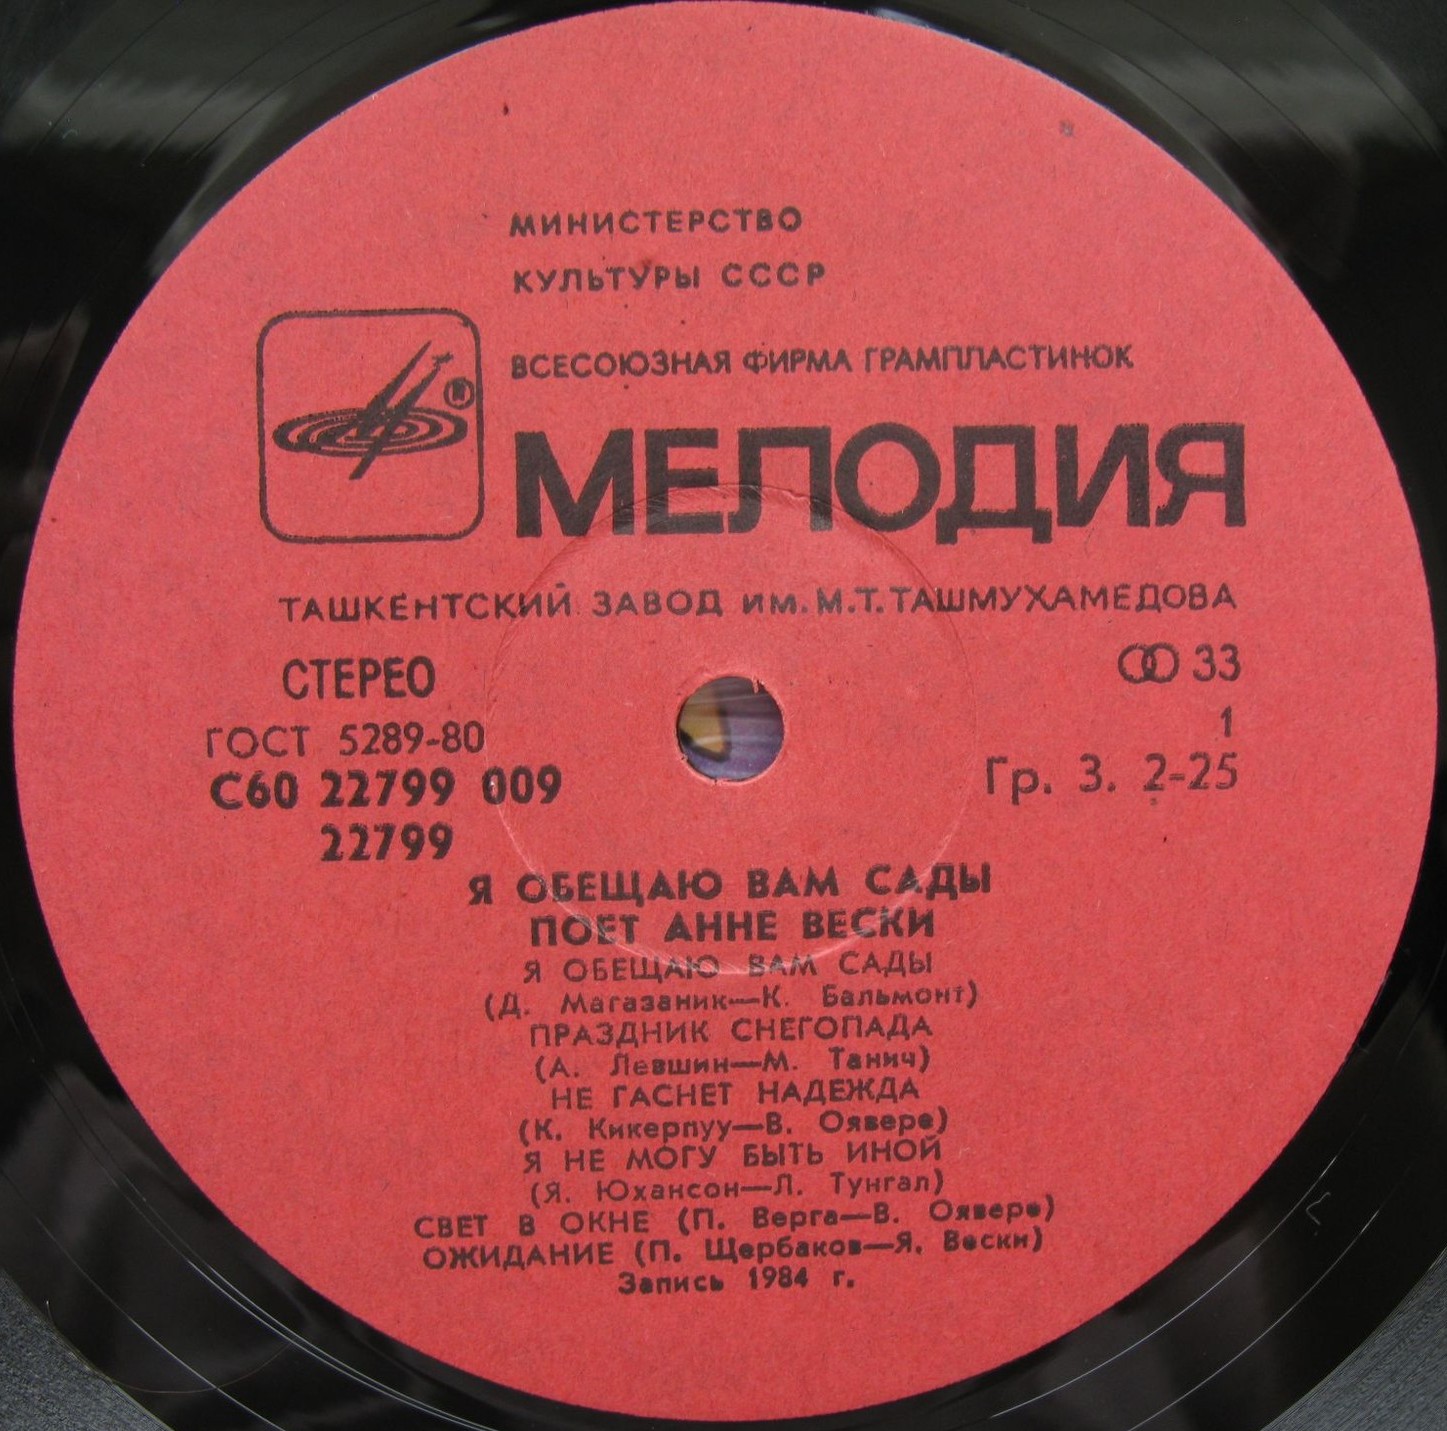 МИНИСТЕРСТВО
КУЛЬТУРЫ СССР
ВСЕСОЮЗНАЯ ФИРМА ГРАМПЛАСТИНОК
МЕЛОДИЯ
ТАШКЕНТСКИЙ ЗАВОД ИМ. М.Т. ТАШМУХАМЕДОВА
СТЕРЕО 33
ГОСТ 5289-80 1
С60 22799 009 Гр. 3. 2-25
22799
Я ОБЕЩАЮ ВАМ САДЫ
ПОЕТ АННЕ ВЕСКИ
Я ОБЕЩАЮ ВАМ САДЫ
(Д. Магазаник—К. Бальмонт)
ПРАЗДНИК СНЕГОПАДА
(А. Левшин—М. Танич)
НЕ ГАСНЕТ НАДЕЖДА
(К. Кикерпуу—В. Оявере)
Я НЕ МОГУ БЫТЬ ИНОЙ
(Я. Юхансон—Л. Тунгал)
СВЕТ В ОКНЕ (П. Верга—В. Оявере)
ОЖИДАНИЕ (П. Щербаков—Я. Вески)
Запись 1984 г.